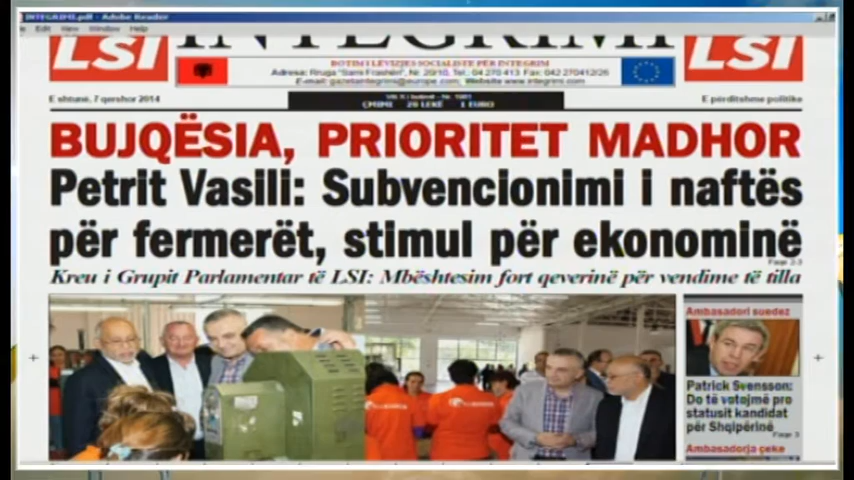 INTEGRIMI.pdf - Adobe Reader
Edit View Window Help
LSI INTEGRIMI LSI
BOTIM I LËVIZJES SOCIALISTE PËR INTEGRIM
Adresa: Rruga "Sami Frashëri", Nr. 20/10, Tel.: 04 270 413 Fax: 042 270412/26
E-mail: gazetaintegrimi@europe.com; Website www.integrimi.com
E shtunë, 7 qershor 2014
ÇMIMI 20 LEKË 1 EURO
E përditshme politike
BUJQËSIA, PRIORITET MADHOR
Petrit Vasili: Subvencionimi i naftës
për fermerët, stimul për ekonominë
Faqe 2-3
Kreu i Grupit Parlamentar të LSI: Mbështesim fort qeverinë për vendime të tilla
Ambasadori suedez
Patrick Svensson:
Do të votojmë pro
statusit kandidat
për Shqipërinë
Faqe 3
Ambasadorja çeke